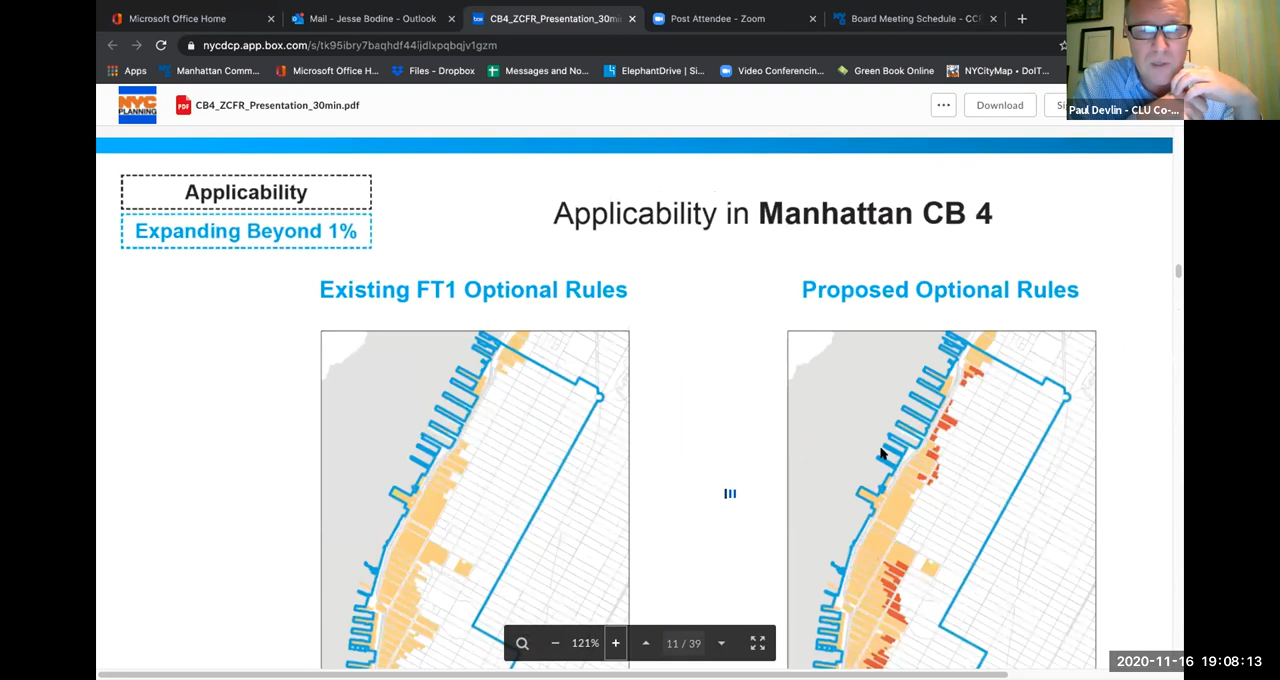 Microsoft Office Home
Mail - Jesse Bodine - Outlook
CB4_ZCFR_Presentation_30mi
Post Attendee - Zoom
Board Meeting Schedule - CC
nycdcp.app.box.com/s/tk95ibry7baqhdf44ijdlxpqbqjv1gzm
Apps
Manhattan Comm...
Microsoft Office H...
Files - Dropbox
Messages and No...
ElephantDrive | Si...
Video Conferencin...
Green Book Online
NYCityMap • DoIT...
NYC
PLANNING
PDF
CB4_ZCFR_Presentation_30min.pdf
Download
Paul Devlin - CLU Co-...
Applicability
Expanding Beyond 1%
Applicability in Manhattan CB 4
Existing FT1 Optional Rules
Proposed Optional Rules
121%
11 / 39
2020-11-16 19:08:13